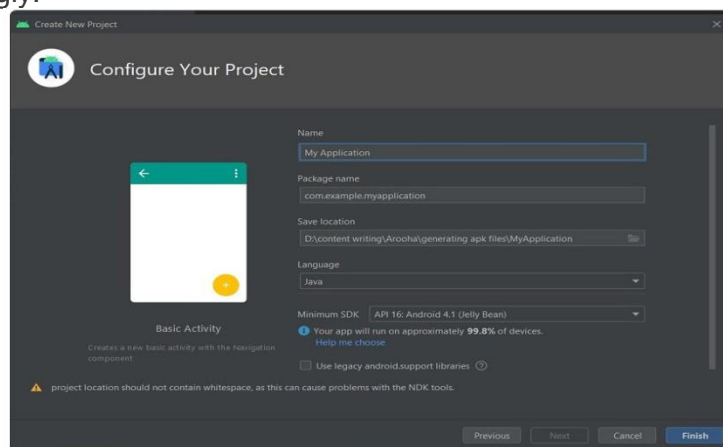 gly.
Create New Project
Configure Your Project
Name
My Application
Package name
com.example.myapplication
Save location
D:\content writing\Arooha\generating apk files\MyApplication
Language
Java
Minimum SDK API 16: Android 4.1 (Jelly Bean)
Your app will run on approximately 99.8% of devices.
Help me choose
Use legacy android.support libraries
Basic Activity
Creates a new basic activity with the Navigation
component
project location should not contain whitespace, as this can cause problems with the NDK tools.
Previous Next Cancel Finish